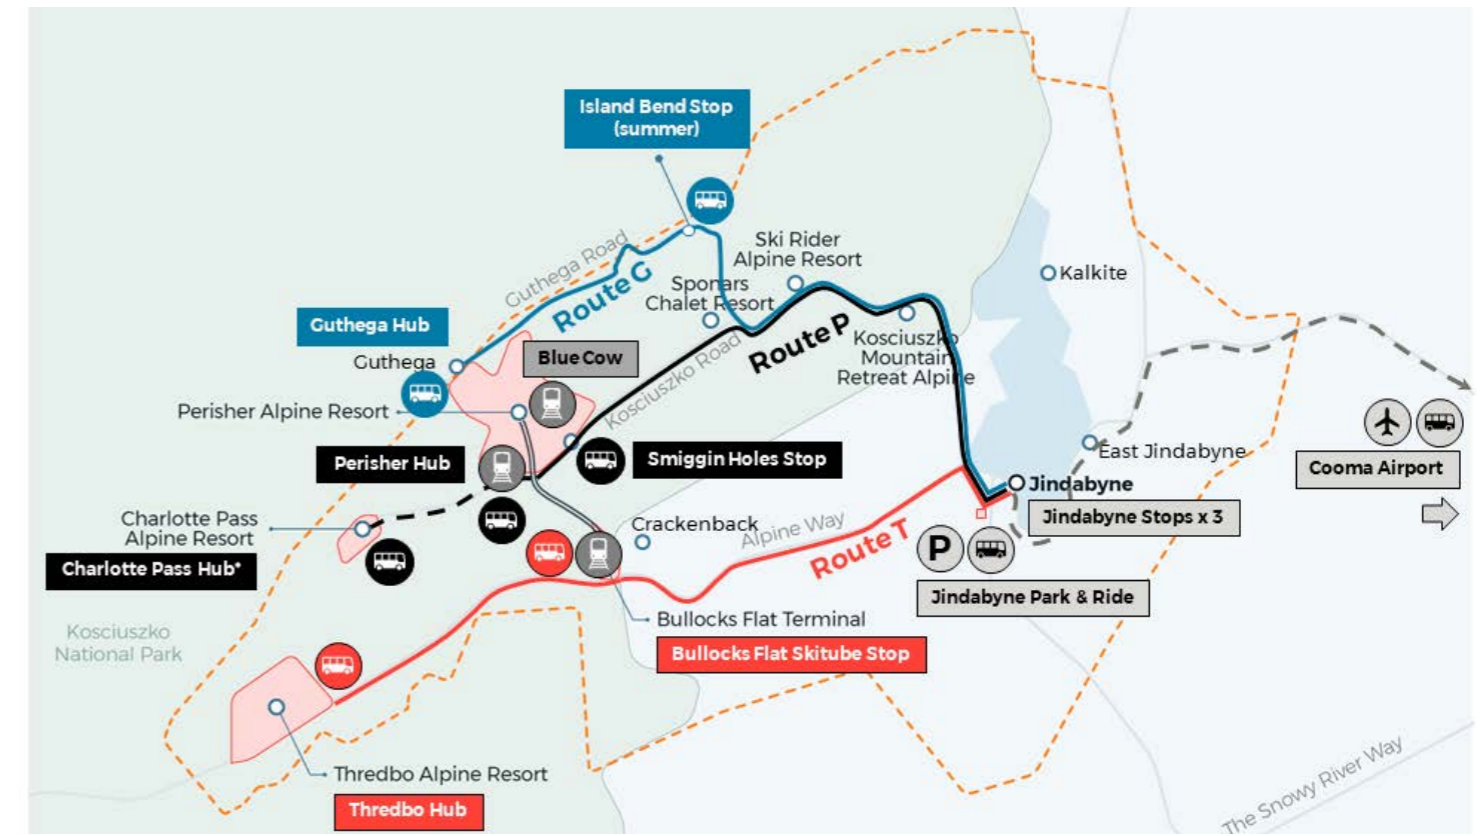 Island Bend Stop
(summer)
Ski Rider
Alpine Resort
Guthega Road
Route G
Sponars
Chalet Resort
Kalkite
Guthega Hub
Route P
Guthega
Blue Cow
Kosciuszko Road
Kosciuszko
Mountain
Retreat Alpine
Perisher Alpine Resort
Perisher Hub
Smiggin Holes Stop
East Jindabyne
Cooma Airport
Jindabyne
Jindabyne Stops x 3
Charlotte Pass
Alpine Resort
Charlotte Pass Hub*
Crackenback
Alpine Way
Route T
P
Jindabyne Park & Ride
Kosciuszko
National Park
Bullocks Flat Terminal
Bullocks Flat Skitube Stop
Thredbo Alpine Resort
Thredbo Hub
The Snowy River Way